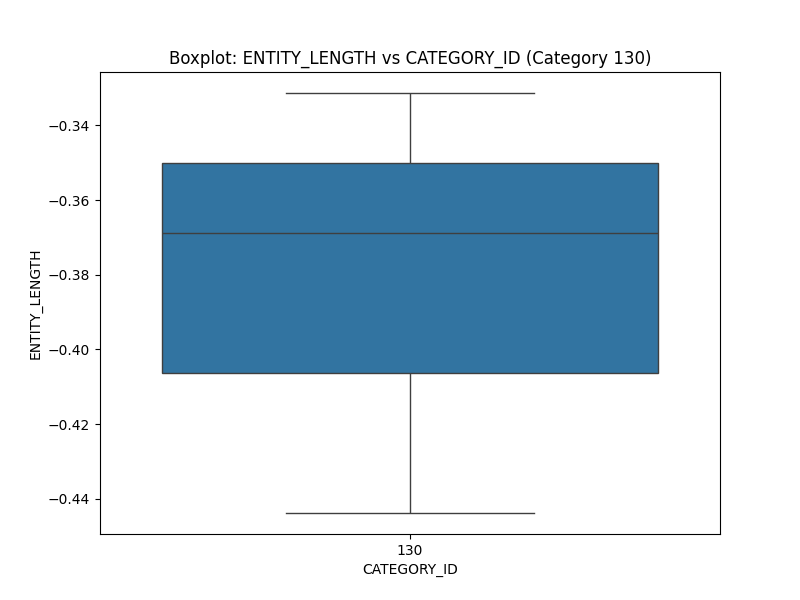 Boxplot: ENTITY_LENGTH vs CATEGORY_ID (Category 130)
−0.34
−0.36
−0.38
−0.40
−0.42
−0.44
ENTITY_LENGTH
130
CATEGORY_ID